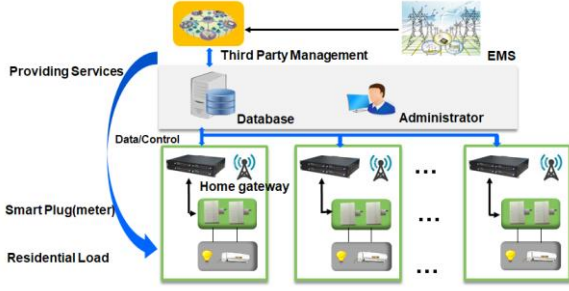 Third Party Management
EMS
Providing Services
Database
Administrator
Data/Control
Home gateway
...
Smart Plug(meter)
...
Residential Load
...